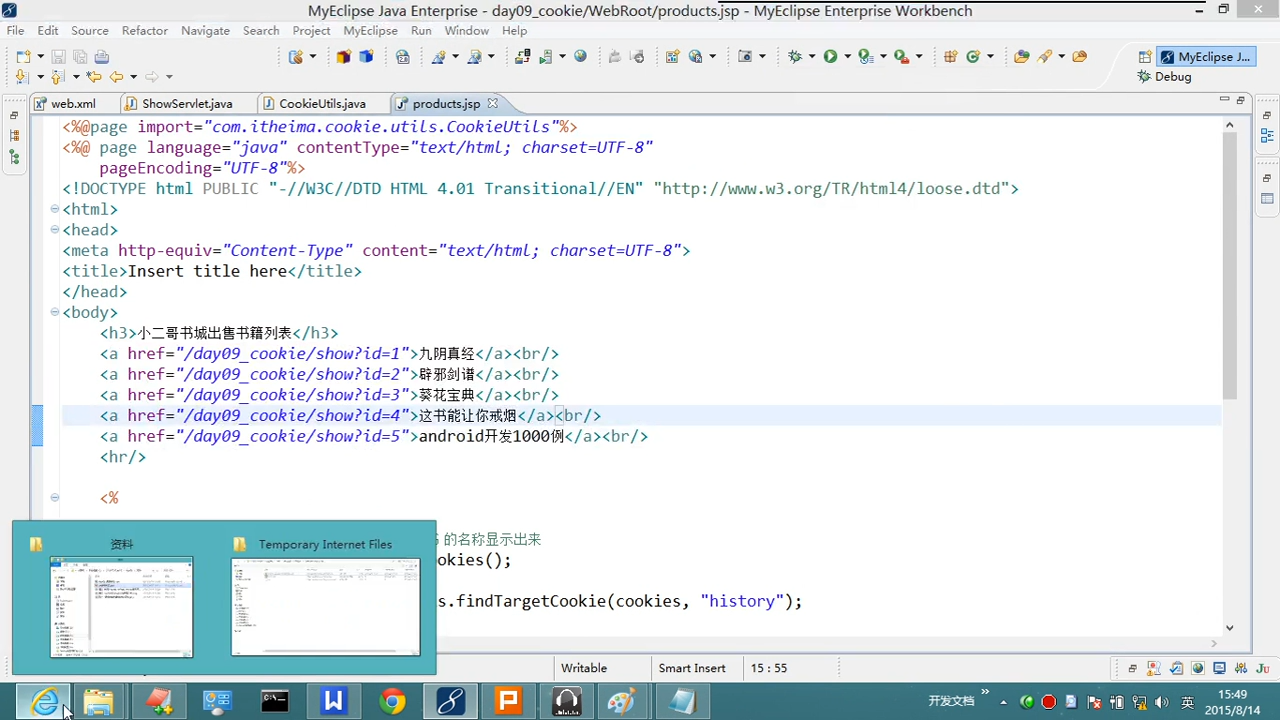 MyEclipse Java Enterprise - day09_cookie/WebRoot/products.jsp - MyEclipse Enterprise Workbench
File Edit Source Refactor Navigate Search Project MyEclipse Run Window Help
MyEclipse J...
Debug
web.xml ShowServlet.java CookieUtils.java products.jsp
<%@page import="com.itheima.cookie.utils.CookieUtils"%>
<%@ page language="java" contentType="text/html; charset=UTF-8"
pageEncoding="UTF-8"%>
<!DOCTYPE html PUBLIC "-//W3C//DTD HTML 4.01 Transitional//EN" "http://www.w3.org/TR/html4/loose.dtd">
<html>
<head>
<meta http-equiv="Content-Type" content="text/html; charset=UTF-8">
<title>Insert title here</title>
</head>
<body>
<h3>小二哥书城出售书籍列表</h3>
<a href="/day09_cookie/show?id=1">九阴真经</a><br/>
<a href="/day09_cookie/show?id=2">辟邪剑谱</a><br/>
<a href="/day09_cookie/show?id=3">葵花宝典</a><br/>
<a href="/day09_cookie/show?id=4">这书能让你戒烟</a><br/>
<a href="/day09_cookie/show?id=5">android开发1000例</a><br/>
<hr/>
<%
的名称显示出来
ookies();
s.findTargetCookie(cookies, "history");
资料 Temporary Internet Files
Writable Smart Insert 15 : 55
开发文档 英 15:49
2015/8/14